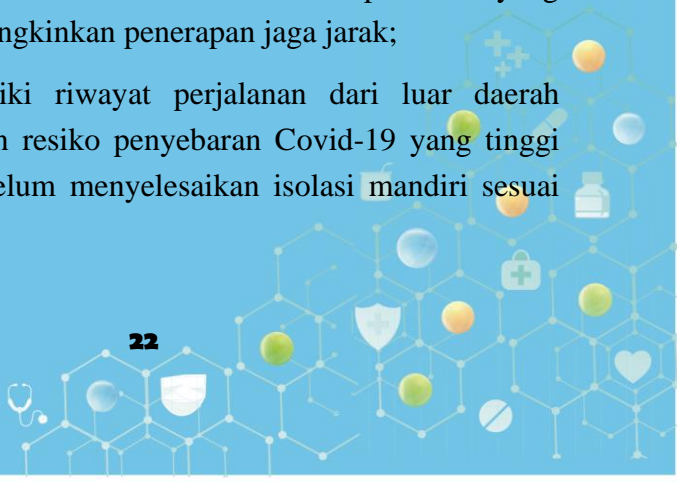 ngkinkan penerapan jaga jarak;
iki riwayat perjalanan dari luar daerah
resiko penyebaran Covid-19 yang tinggi
elum menyelesaikan isolasi mandiri sesuai
22